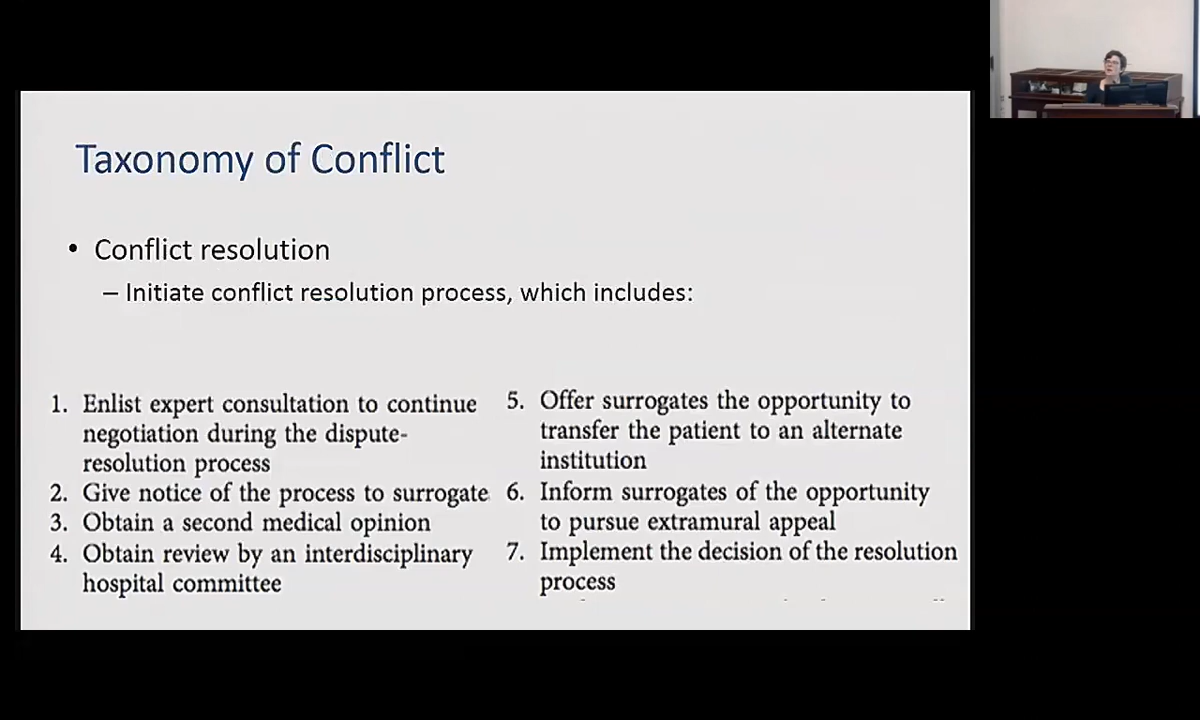 Taxonomy of Conflict
• Conflict resolution
– Initiate conflict resolution process, which includes:
1. Enlist expert consultation to continue
negotiation during the dispute-
resolution process
2. Give notice of the process to surrogate
3. Obtain a second medical opinion
4. Obtain review by an interdisciplinary
hospital committee
5. Offer surrogates the opportunity to
transfer the patient to an alternate
institution
6. Inform surrogates of the opportunity
to pursue extramural appeal
7. Implement the decision of the resolution
process